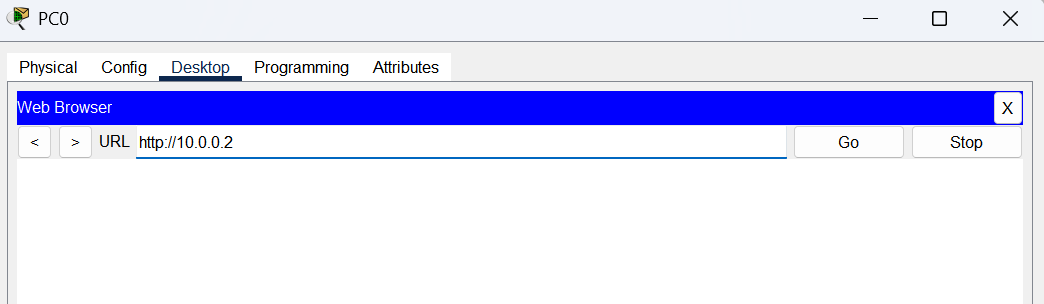 PC0
Physical Config Desktop Programming Attributes
Web Browser X
< > URL http://10.0.0.2 Go Stop